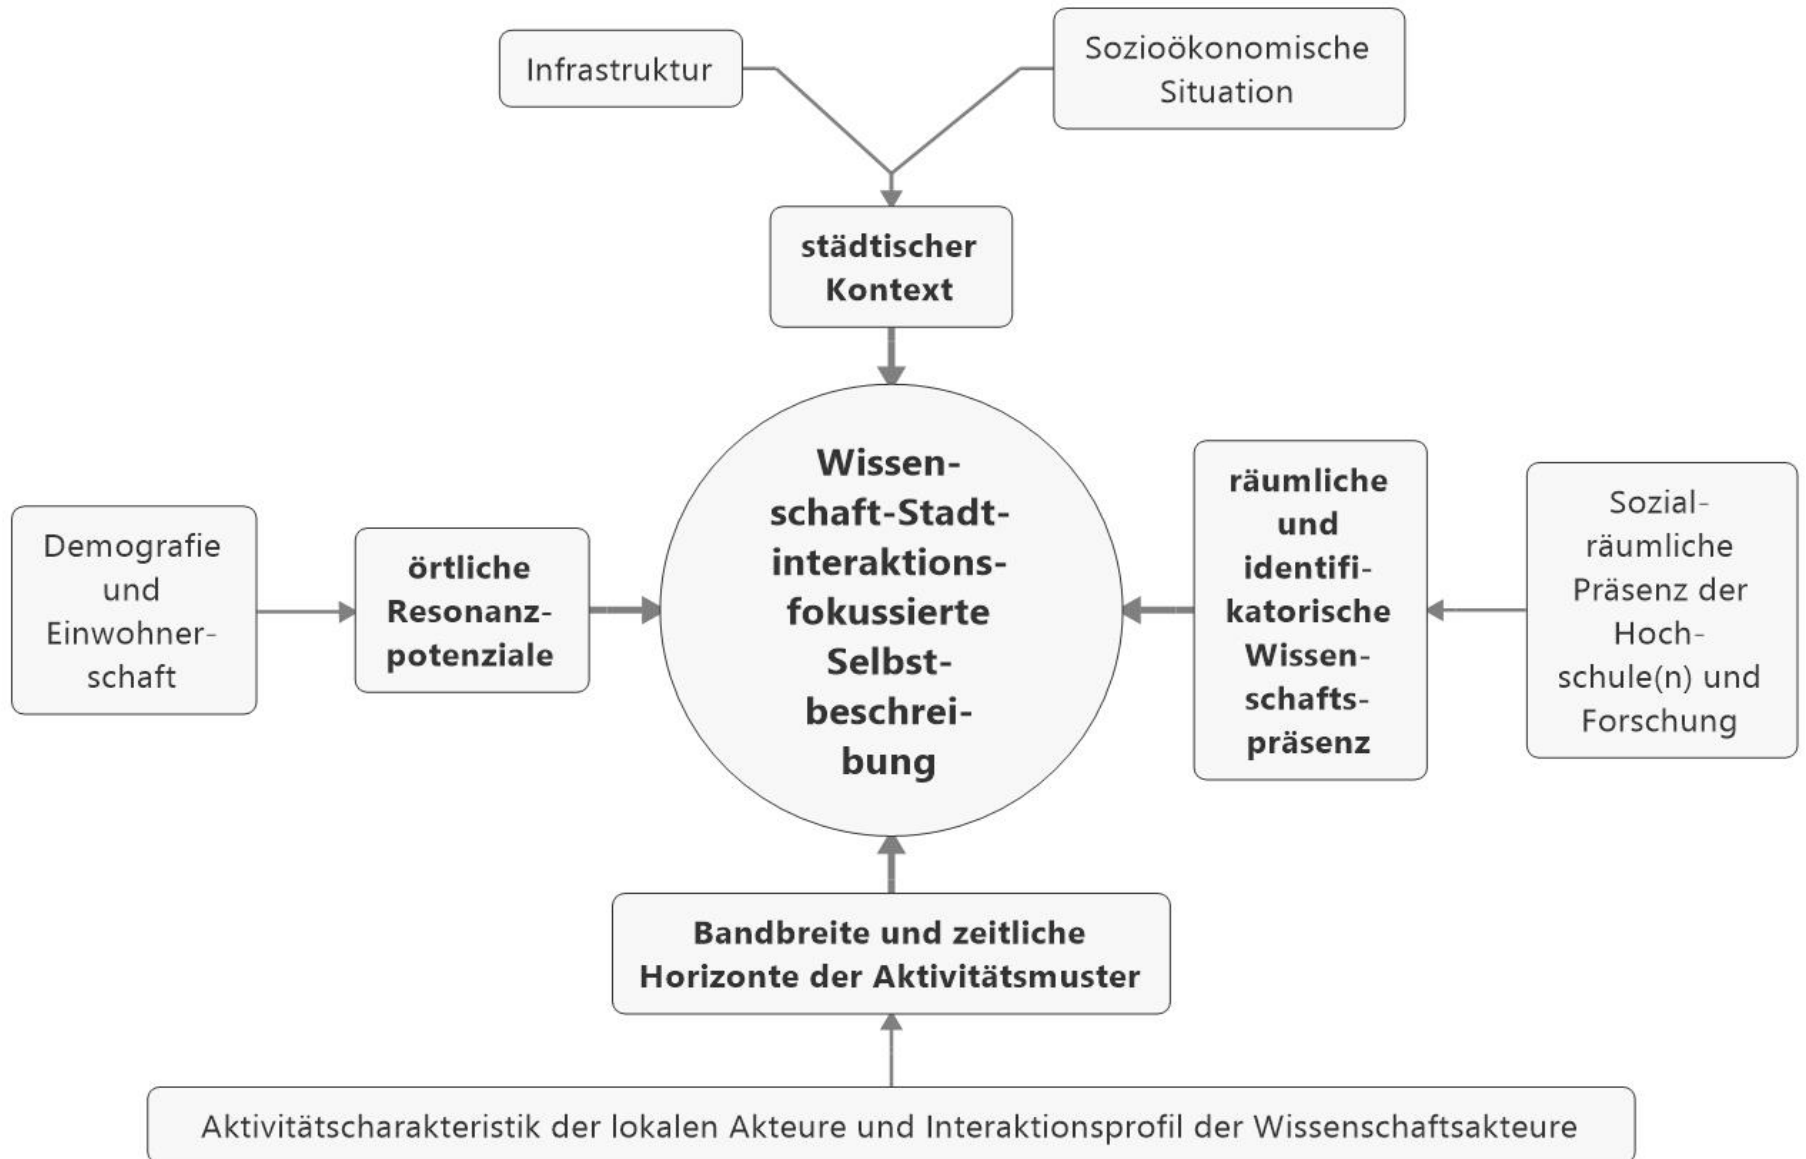 Infrastruktur
Sozioökonomische
Situation
städtischer
Kontext
Demografie
und
Einwohner-
schaft
örtliche
Resonanz-
potenziale
Wissen-
schaft-Stadt-
interaktions-
fokussierte
Selbst-
beschrei-
bung
räumliche
und
identifi-
katorische
Wissen-
schafts-
präsenz
Sozial-
räumliche
Präsenz der
Hoch-
schule(n) und
Forschung
Bandbreite und zeitliche
Horizonte der Aktivitätsmuster
Aktivitätscharakteristik der lokalen Akteure und Interaktionsprofil der Wissenschaftsakteure